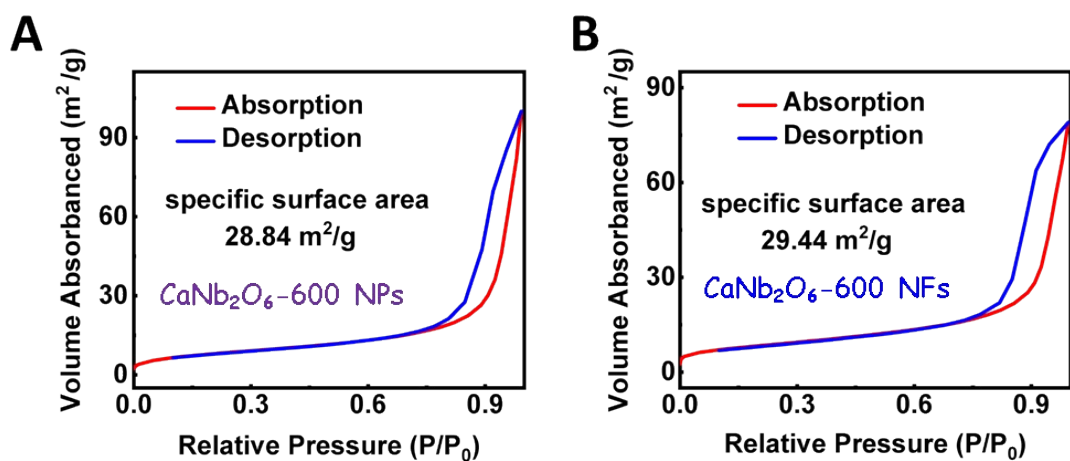 A
Volume Absorbanced (m²/g)
90
60
30
0
Absorption
Desorption
specific surface area
28.84 m²/g
CaNb₂O₆-600 NPs
0.0
0.3
0.6
0.9
Relative Pressure (P/P₀)
B
Volume Absorbanced (m²/g)
90
60
30
0
Absorption
Desorption
specific surface area
29.44 m²/g
CaNb₂O₆-600 NFs
0.0
0.3
0.6
0.9
Relative Pressure (P/P₀)